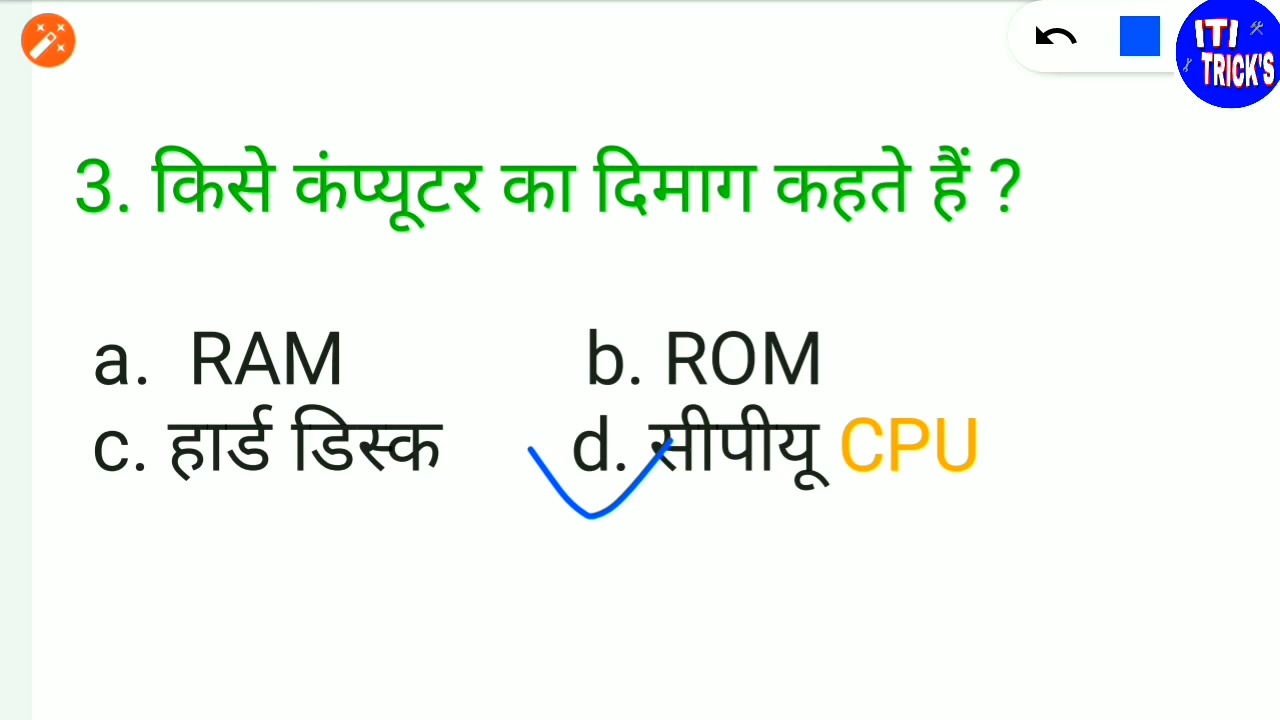 ITI
TRICK'S
3. किसे कंप्यूटर का दिमाग कहते हैं ?
a. RAM b. ROM
c. हार्ड डिस्क d. सीपीयू CPU